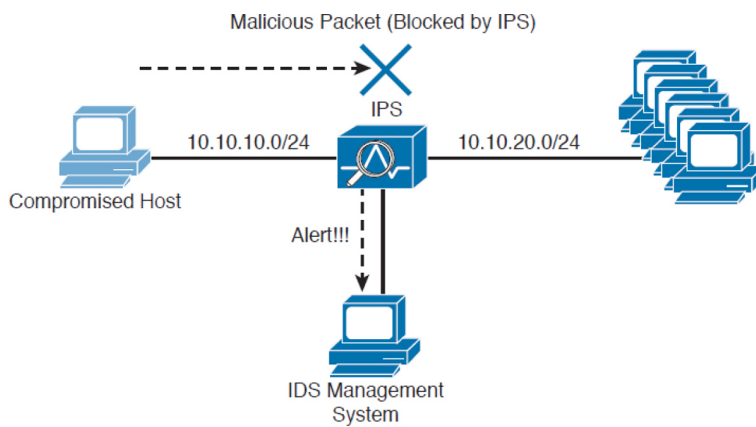 Malicious Packet (Blocked by IPS)
IPS
10.10.10.0/24
10.10.20.0/24
Compromised Host
Alert!!!
IDS Management
System